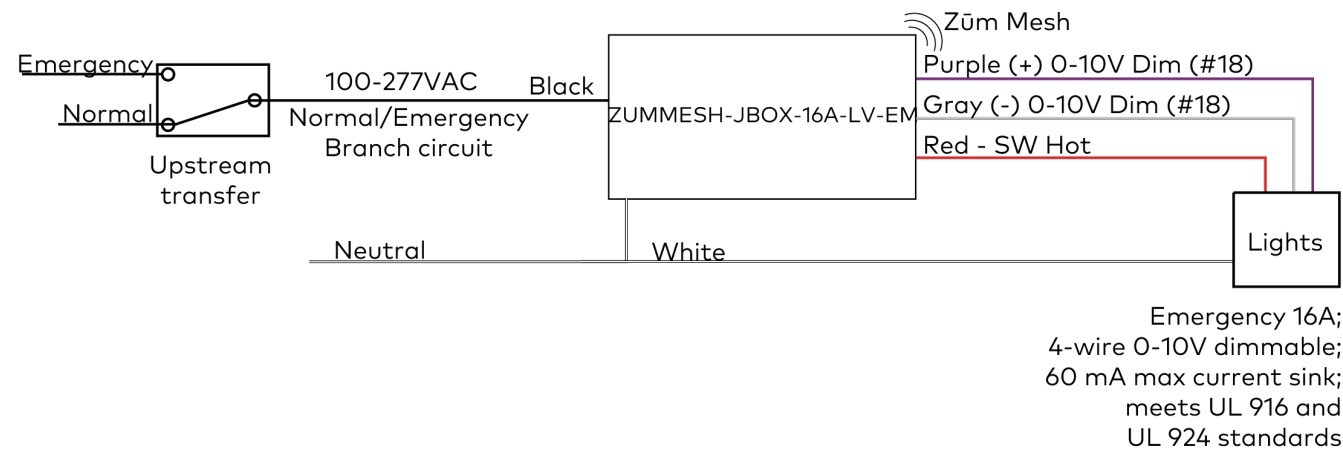 Zūm Mesh
Emergency
Purple (+) 0-10V Dim (#18)
100-277VAC
Black
Normal
Gray (-) 0-10V Dim (#18)
ZUMMESH-JBOX-16A-LV-EM
Normal/Emergency
Branch circuit
Red - SW Hot
Upstream
transfer
Neutral
White
Lights
Emergency 16A;
4-wire 0-10V dimmable;
60 mA max current sink;
meets UL 916 and
UL 924 standards